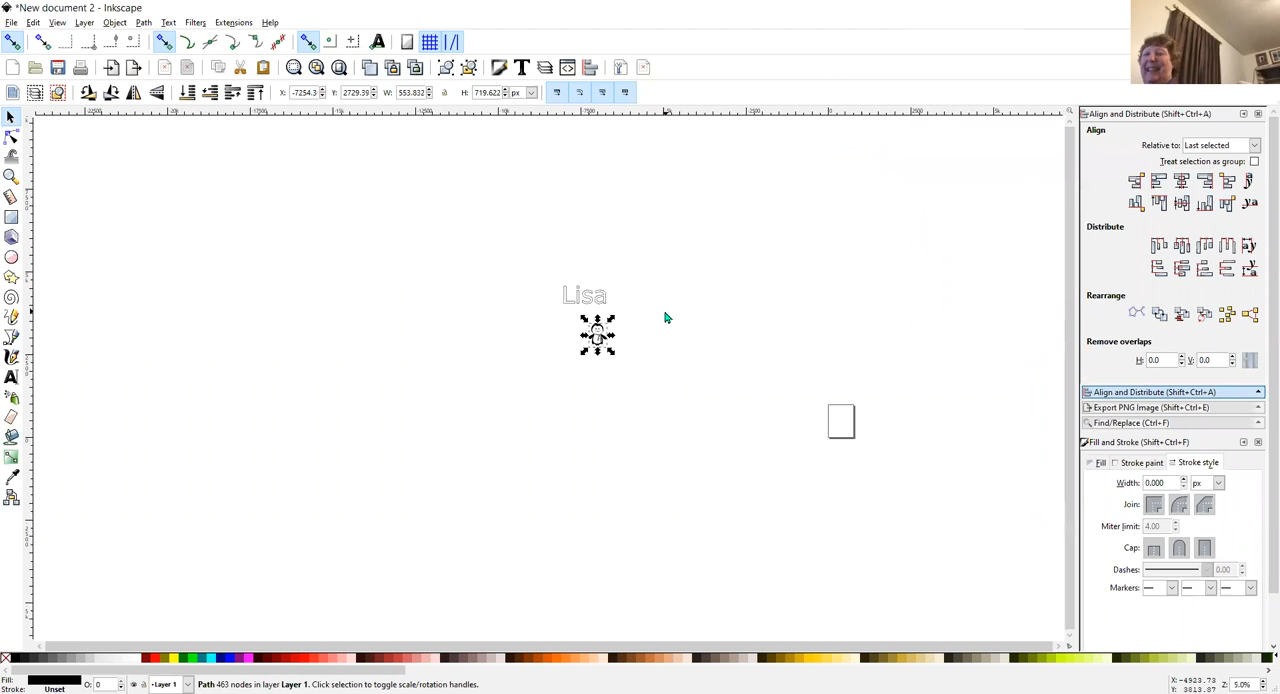 *New document 2 - Inkscape
File Edit View Layer Object Path Text Filters Extensions Help
X: -7254.3 Y: 2729.39 W: 553.832 H: 719.622 px
Align and Distribute (Shift+Ctrl+A)
Align
Relative to: Last selected
Treat selection as group:
Distribute
Lisa
Rearrange
Remove overlaps
H: 0.0 V: 0.0
Align and Distribute (Shift+Ctrl+A)
Export PNG Image (Shift+Ctrl+E)
Find/Replace (Ctrl+F)
Fill and Stroke (Shift+Ctrl+F)
Fill Stroke paint Stroke style
Width: 0.000 px
Join:
Miter limit: 4.00
Cap:
Dashes: 0.00
Markers:
Fill:
Stroke: Unset O: 0 Layer 1 Path 463 nodes in layer Layer 1. Click selection to toggle scale/rotation handles.
X: -4923.73
Y: 3813.97 Z: 5.0%